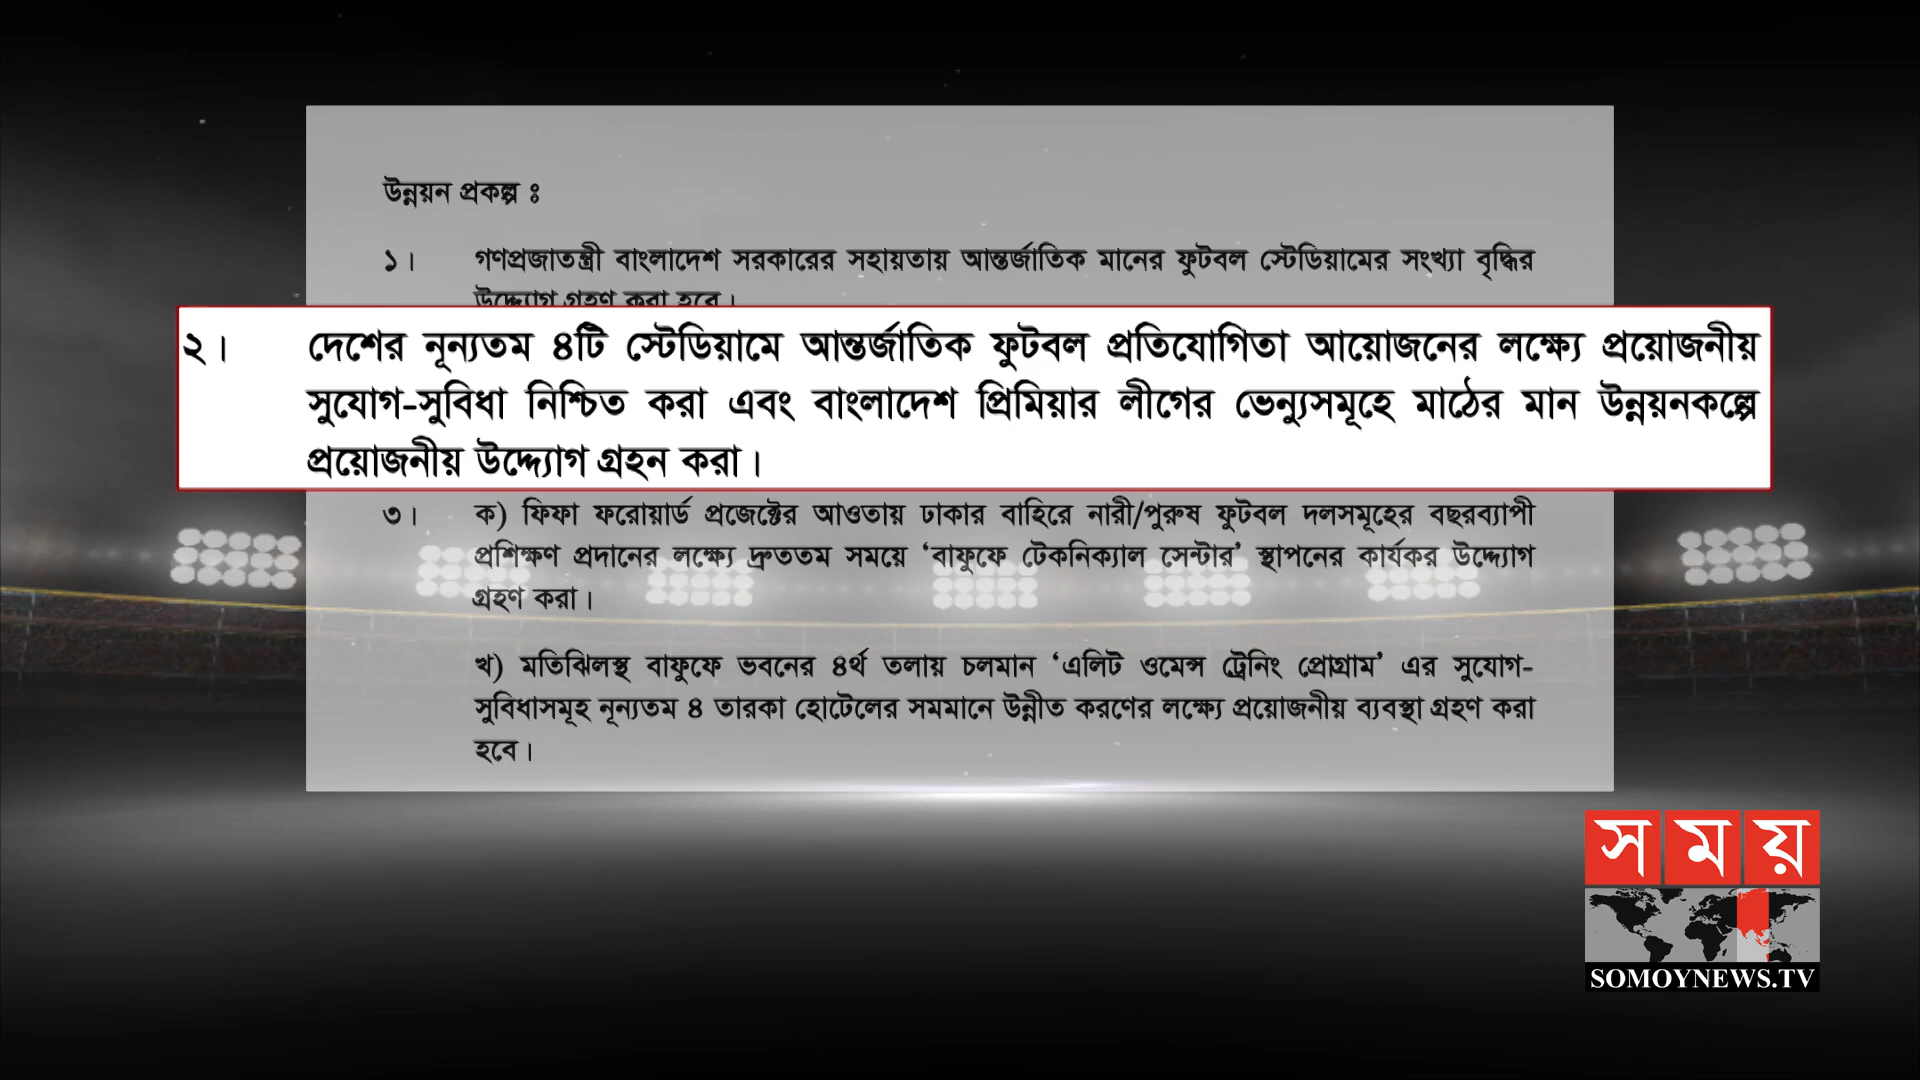 উন্নয়ন প্রকল্প ঃ
১। গণপ্রজাতন্ত্রী বাংলাদেশ সরকারের সহায়তায় আন্তর্জাতিক মানের ফুটবল স্টেডিয়ামের সংখ্যা বৃদ্ধির
উদ্দ্যোগ গ্রহণ করা হবে।
২। দেশের নূন্যতম ৪টি স্টেডিয়ামে আন্তর্জাতিক ফুটবল প্রতিযোগিতা আয়োজনের লক্ষ্যে প্রয়োজনীয়
সুযোগ-সুবিধা নিশ্চিত করা এবং বাংলাদেশ প্রিমিয়ার লীগের ভেন্যুসমূহে মাঠের মান উন্নয়নকল্পে
প্রয়োজনীয় উদ্দ্যোগ গ্রহন করা।
৩। ক) ফিফা ফরোয়ার্ড প্রজেক্টের আওতায় ঢাকার বাহিরে নারী/পুরুষ ফুটবল দলসমূহের বছরব্যাপী
প্রশিক্ষণ প্রদানের লক্ষ্যে দ্রুততম সময়ে ‘বাফুফে টেকনিক্যাল সেন্টার’ স্থাপনের কার্যকর উদ্দ্যোগ
গ্রহণ করা।
খ) মতিঝিলস্থ বাফুফে ভবনের ৪র্থ তলায় চলমান ‘এলিট ওমেন্স ট্রেনিং প্রোগ্রাম’ এর সুযোগ-
সুবিধাসমূহ নূন্যতম ৪ তারকা হোটেলের সমমানে উন্নীত করণের লক্ষ্যে প্রয়োজনীয় ব্যবস্থা গ্রহণ করা
হবে।
সময়
SOMOYNEWS.TV